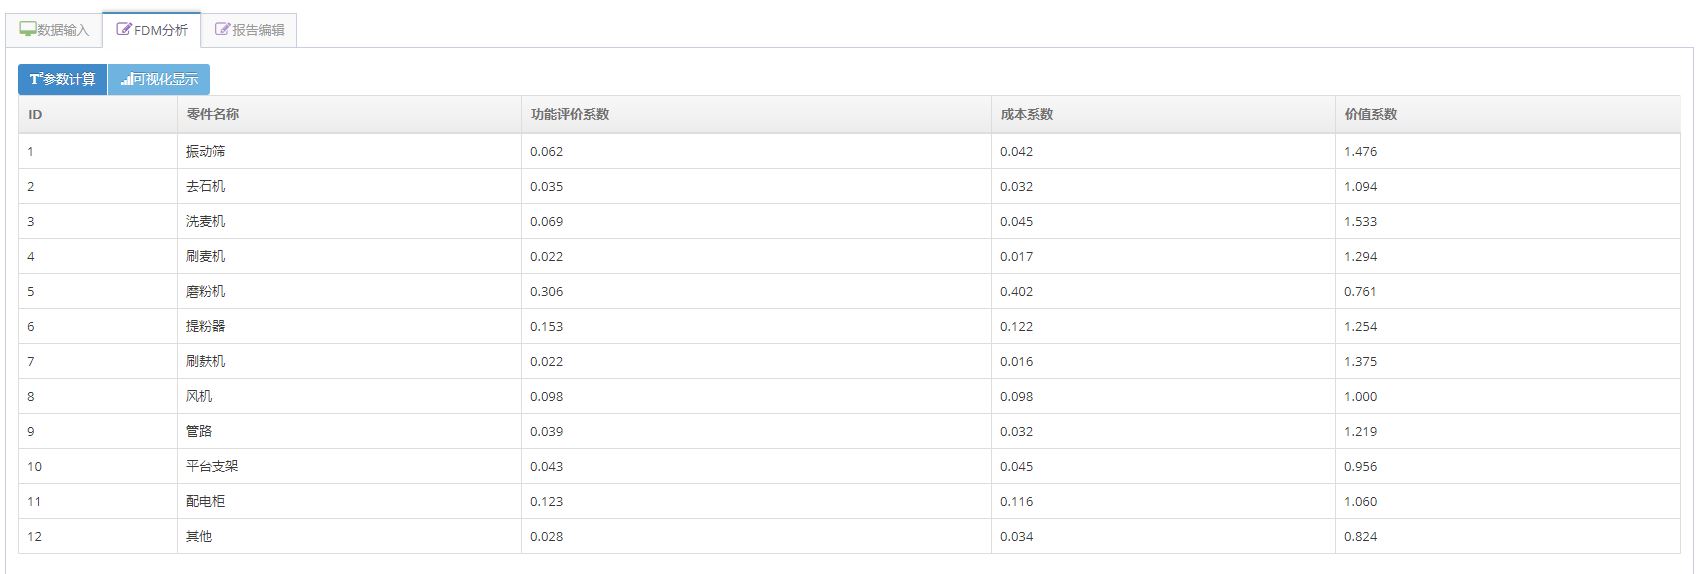 数据输入 FDM分析 报告编辑
T²参数计算 可视化显示
ID 零件名称 功能评价系数 成本系数 价值系数
1 振动筛 0.062 0.042 1.476
2 去石机 0.035 0.032 1.094
3 洗麦机 0.069 0.045 1.533
4 刷麦机 0.022 0.017 1.294
5 磨粉机 0.306 0.402 0.761
6 提粉器 0.153 0.122 1.254
7 刷麸机 0.022 0.016 1.375
8 风机 0.098 0.098 1.000
9 管路 0.039 0.032 1.219
10 平台支架 0.043 0.045 0.956
11 配电柜 0.123 0.116 1.060
12 其他 0.028 0.034 0.824